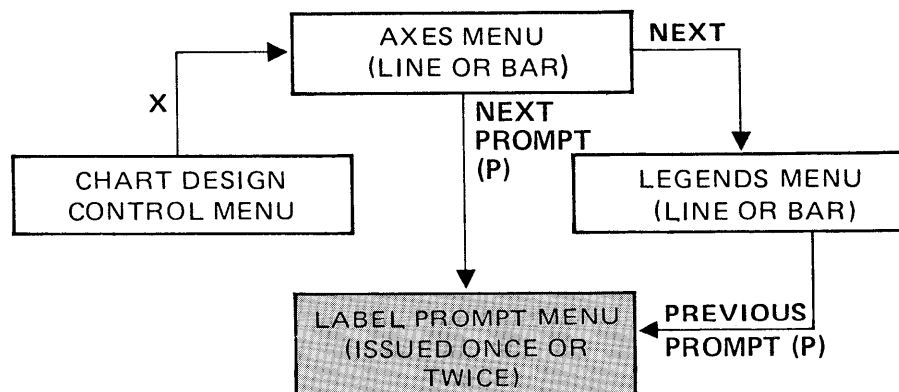 AXES MENU
(LINE OR BAR)
NEXT
X
NEXT
PROMPT
(P)
CHART DESIGN
CONTROL MENU
LEGENDS MENU
(LINE OR BAR)
LABEL PROMPT MENU
(ISSUED ONCE OR
TWICE)
PREVIOUS
PROMPT (P)